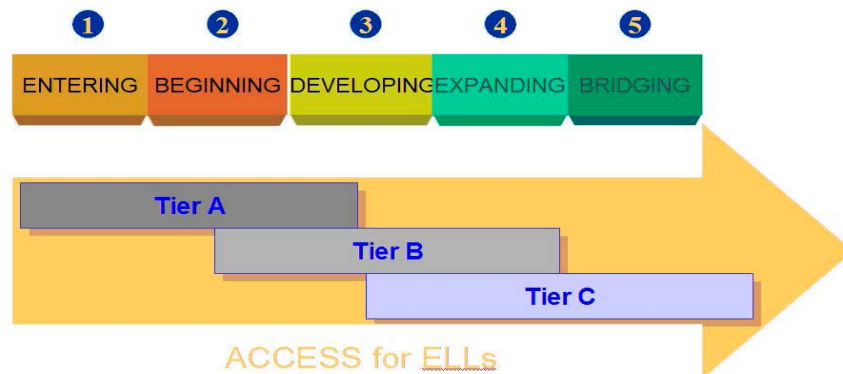 1 2 3 4 5
ENTERING BEGINNING DEVELOPING EXPANDING BRIDGING
Tier A
Tier B
Tier C
ACCESS for ELLs